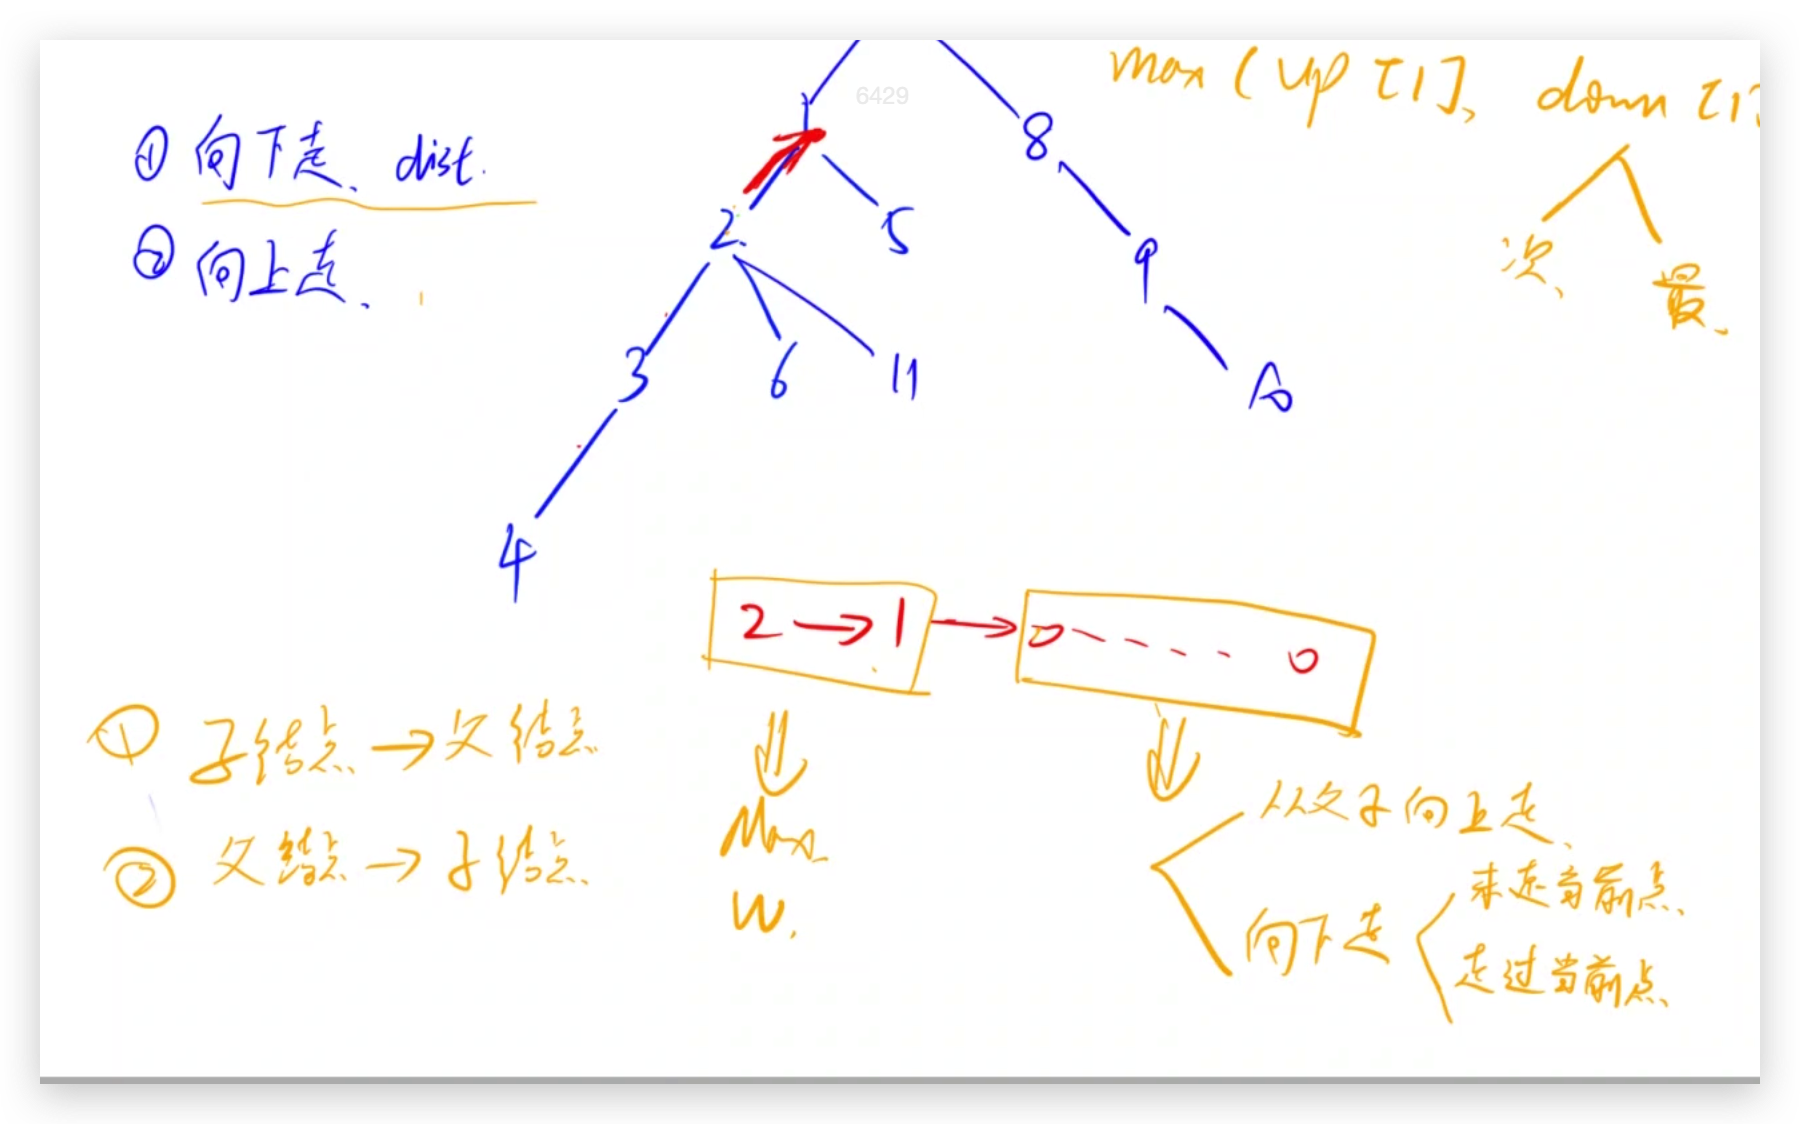 max (up [1], down [1]
6429
① 向下走、dist.
② 向上走、
1
8
2
5
次、
最、
9
3
6
11
10
4
2 → 1 → 0 - - - - 0
① 子结点 → 父结点
② 父结点 → 子结点
Max
W.
从父子向上走、
向下走
未走当前点、
走过当前点、